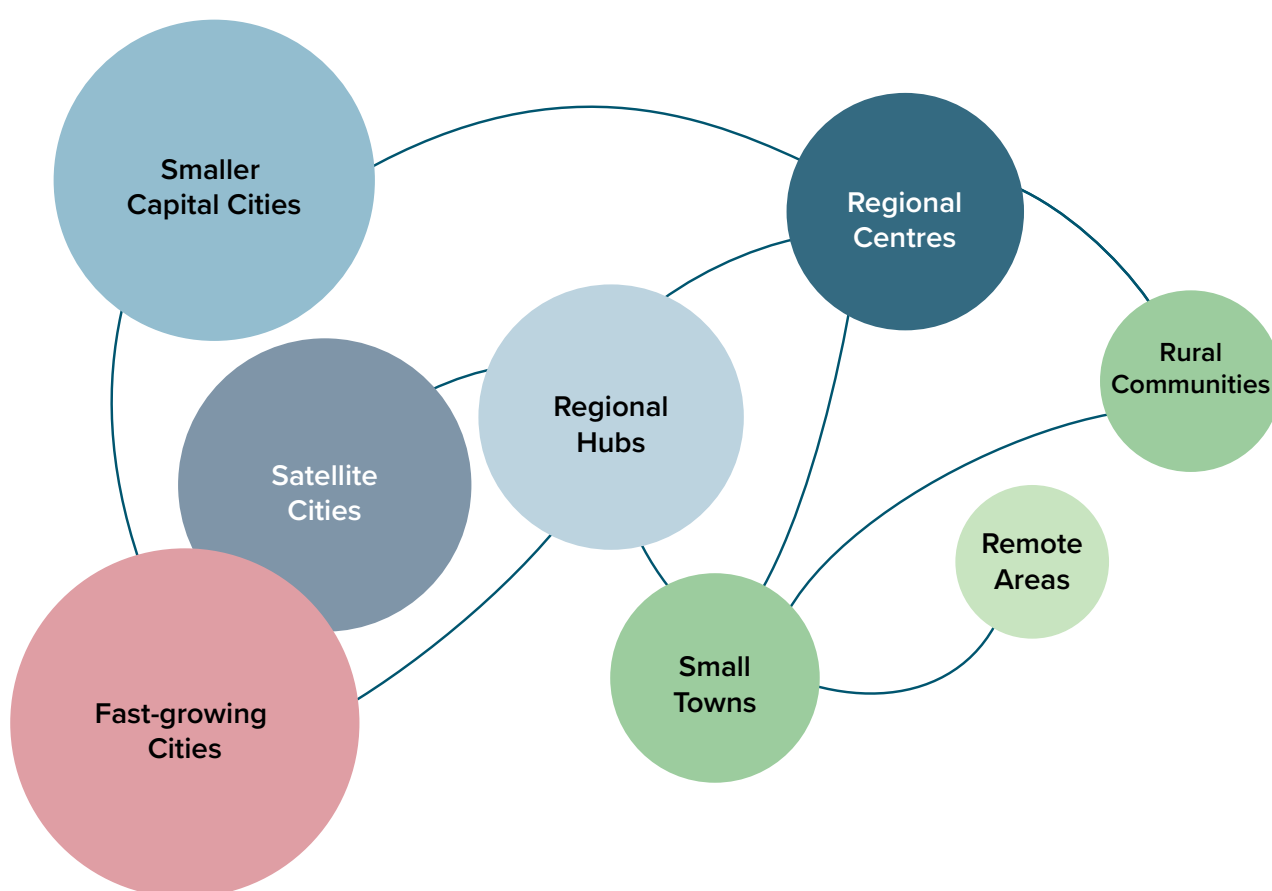 Smaller
Capital Cities
Regional
Centres
Rural
Communities
Regional
Hubs
Satellite
Cities
Remote
Areas
Small
Towns
Fast-growing
Cities